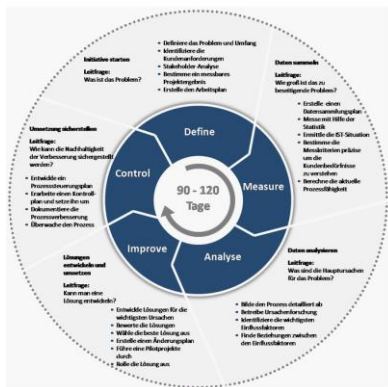 Initiative starten
Leitfrage:
Was ist das Problem?
• Definiere das Problem und Umfang
• Identifiziere die
Kundenanforderungen
• Stakeholder-Analyse
• Bestimme ein messbares
Projektergebnis
• Erstelle den Arbeitsplan
Daten sammeln
Leitfrage:
Wie groß ist das zu
beseitigende Problem?
• Erstelle einen
Datensammlungsplan
• Messe mit Hilfe der
Statistik
• Ermittle die IST-Situation
• Bestimme die
Messkriterien präzise
um die
Kundenbedürfnisse
zu verstehen
• Berechne die aktuelle
Prozessfähigkeit
Umsetzung sicherstellen
Leitfrage:
Wie kann die Nachhaltigkeit
der Verbesserung sichergestellt
werden?
• Entwickle ein
Prozesssteuerungsplan
• Erarbeite einen Kontroll-
plan und setze ihn um
• Dokumentiere die
Prozessverbesserung
• Überwache den Prozess
Define
Control
Measure
90 - 120
Tage
Improve
Analyse
Daten analysieren
Leitfrage:
Was sind die Hauptursachen
für das Problem?
• Bilde den Prozess detailliert ab
• Betreibe Ursachenforschung
• Identifiziere die wichtigsten
Einflussfaktoren
• Finde Beziehungen zwischen
den Einflussfaktoren
Lösungen
entwickeln und
umsetzen
Leitfrage:
Kann man eine
Lösung entwickeln?
• Entwickle Lösungen für die
wichtigsten Ursachen
• Bewerte die Lösungen
• Wähle die beste Lösung aus
• Erstelle einen Änderungsplan
• Führe eine Pilotprojekte
durch
• Rolle die Lösung aus